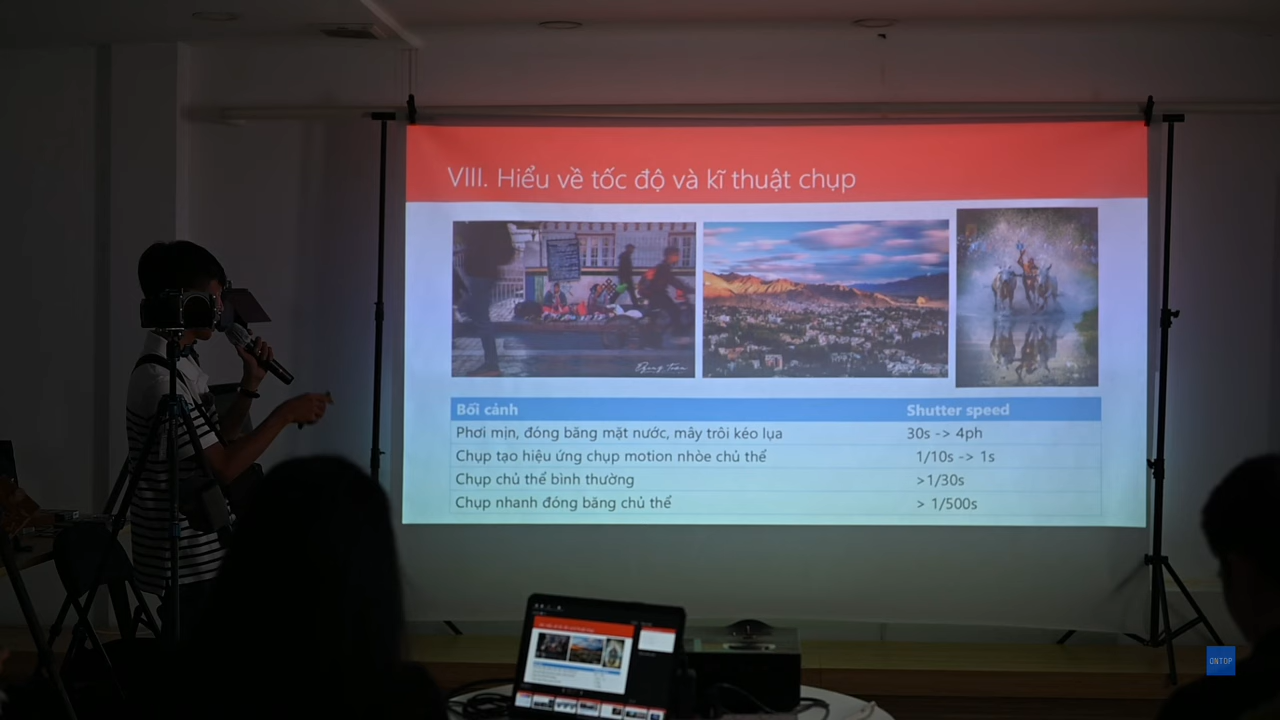 VIII. Hiểu về tốc độ và kĩ thuật chụp
Bối cảnh Shutter speed
Phơi mịn, đóng băng mặt nước, mây trôi kéo lụa 30s -> 4ph
Chụp tạo hiệu ứng chụp motion nhòe chủ thể 1/10s -> 1s
Chụp chủ thể bình thường >1/30s
Chụp nhanh đóng băng chủ thể > 1/500s
ONTOP